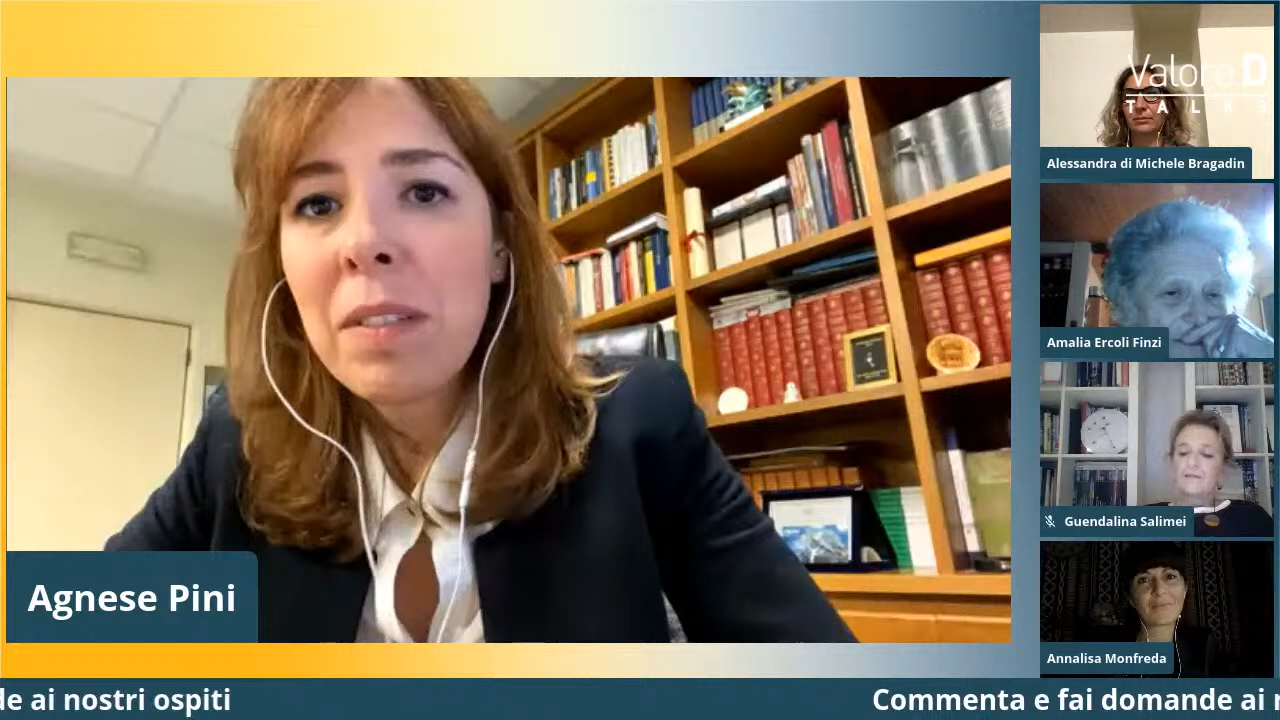 Valore D
TALKS
Alessandra di Michele Bragadin
Amalia Ercoli Finzi
Guendalina Salimei
Agnese Pini
Annalisa Monfreda
de ai nostri ospiti
Commenta e fai domande ai